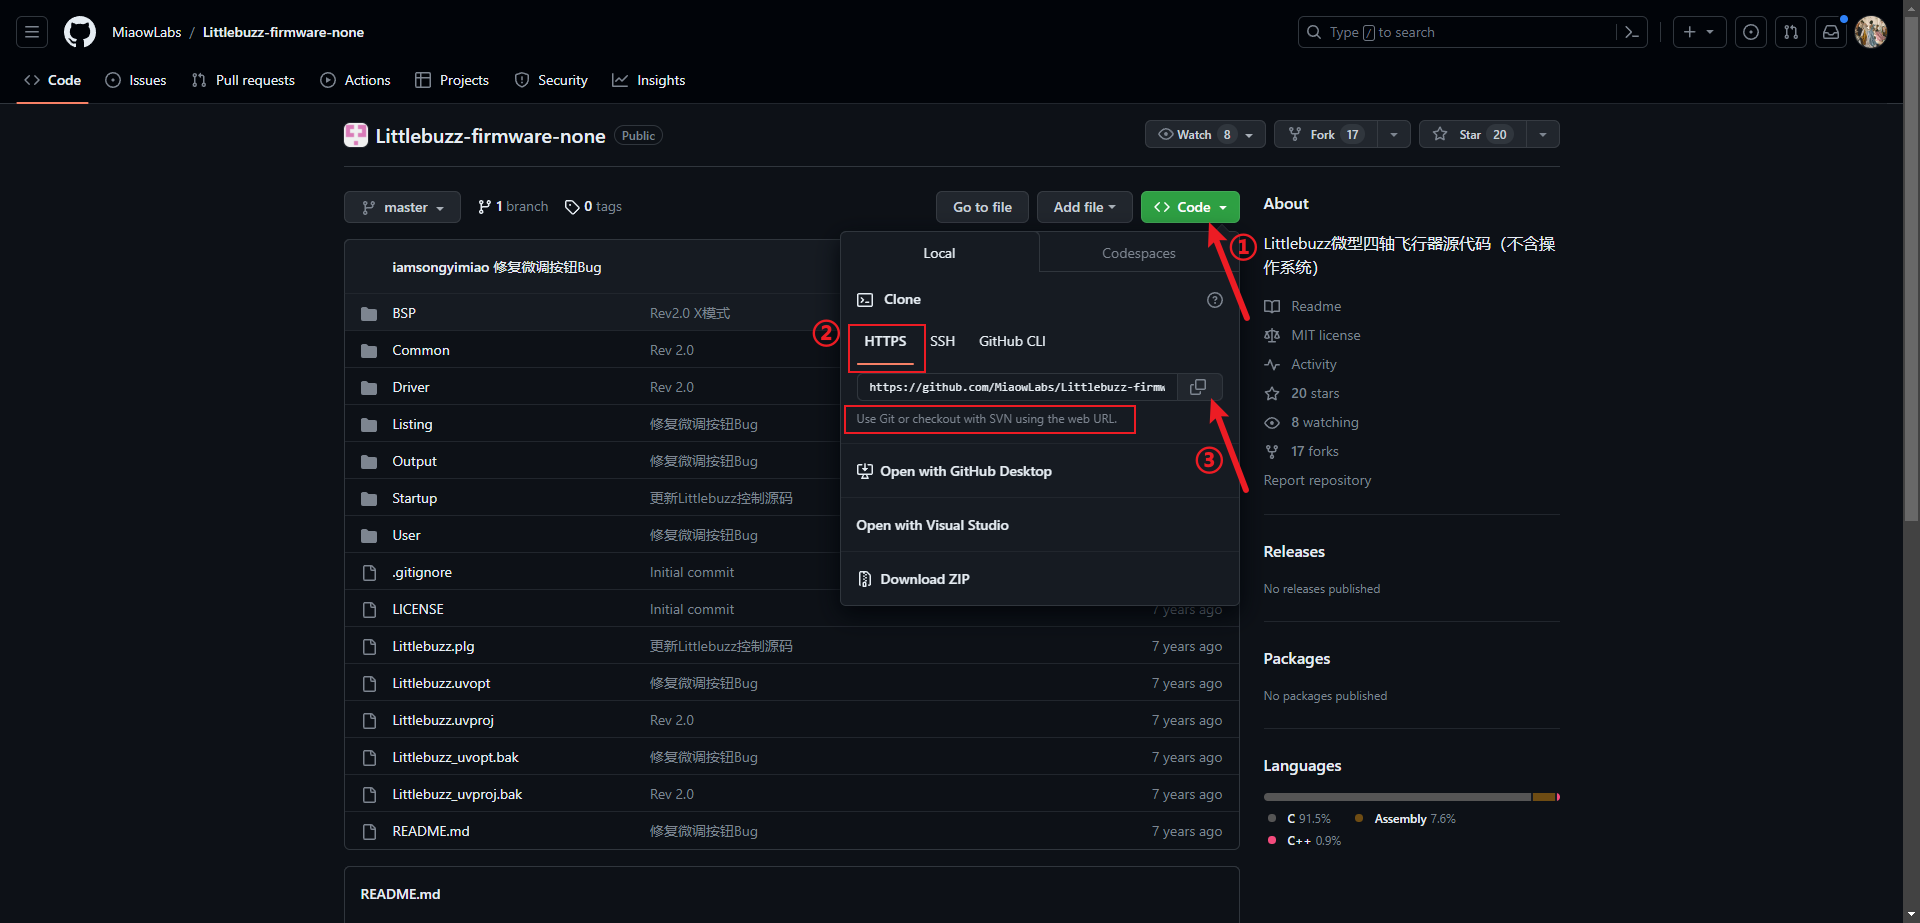 MiaowLabs / Littlebuzz-firmware-none
Type / to search
Code Issues Pull requests Actions Projects Security Insights
Littlebuzz-firmware-none Public
Watch 8 Fork 17 Star 20
master 1 branch 0 tags Go to file Add file <> Code
①
Local Codespaces
Clone
②
HTTPS SSH GitHub CLI
https://github.com/MiaowLabs/Littlebuzz-firmw
Use Git or checkout with SVN using the web URL.
③
Open with GitHub Desktop
Open with Visual Studio
Download ZIP
iamsongyimiao 修复微调按钮Bug
BSP Rev2.0 X模式
Common Rev 2.0
Driver Rev 2.0
Listing 修复微调按钮Bug
Output 修复微调按钮Bug
Startup 更新Littlebuzz控制源码
User 修复微调按钮Bug
.gitignore Initial commit
LICENSE Initial commit 7 years ago
Littlebuzz.plg 更新Littlebuzz控制源码 7 years ago
Littlebuzz.uvopt 修复微调按钮Bug 7 years ago
Littlebuzz.uvproj Rev 2.0 7 years ago
Littlebuzz_uvopt.bak 修复微调按钮Bug 7 years ago
Littlebuzz_uvproj.bak Rev 2.0 7 years ago
README.md 修复微调按钮Bug 7 years ago
README.md
About
Littlebuzz微型四轴飞行器源代码（不含操
作系统）
Readme
MIT license
Activity
20 stars
8 watching
17 forks
Report repository
Releases
No releases published
Packages
No packages published
Languages
C 91.5% Assembly 7.6%
C++ 0.9%